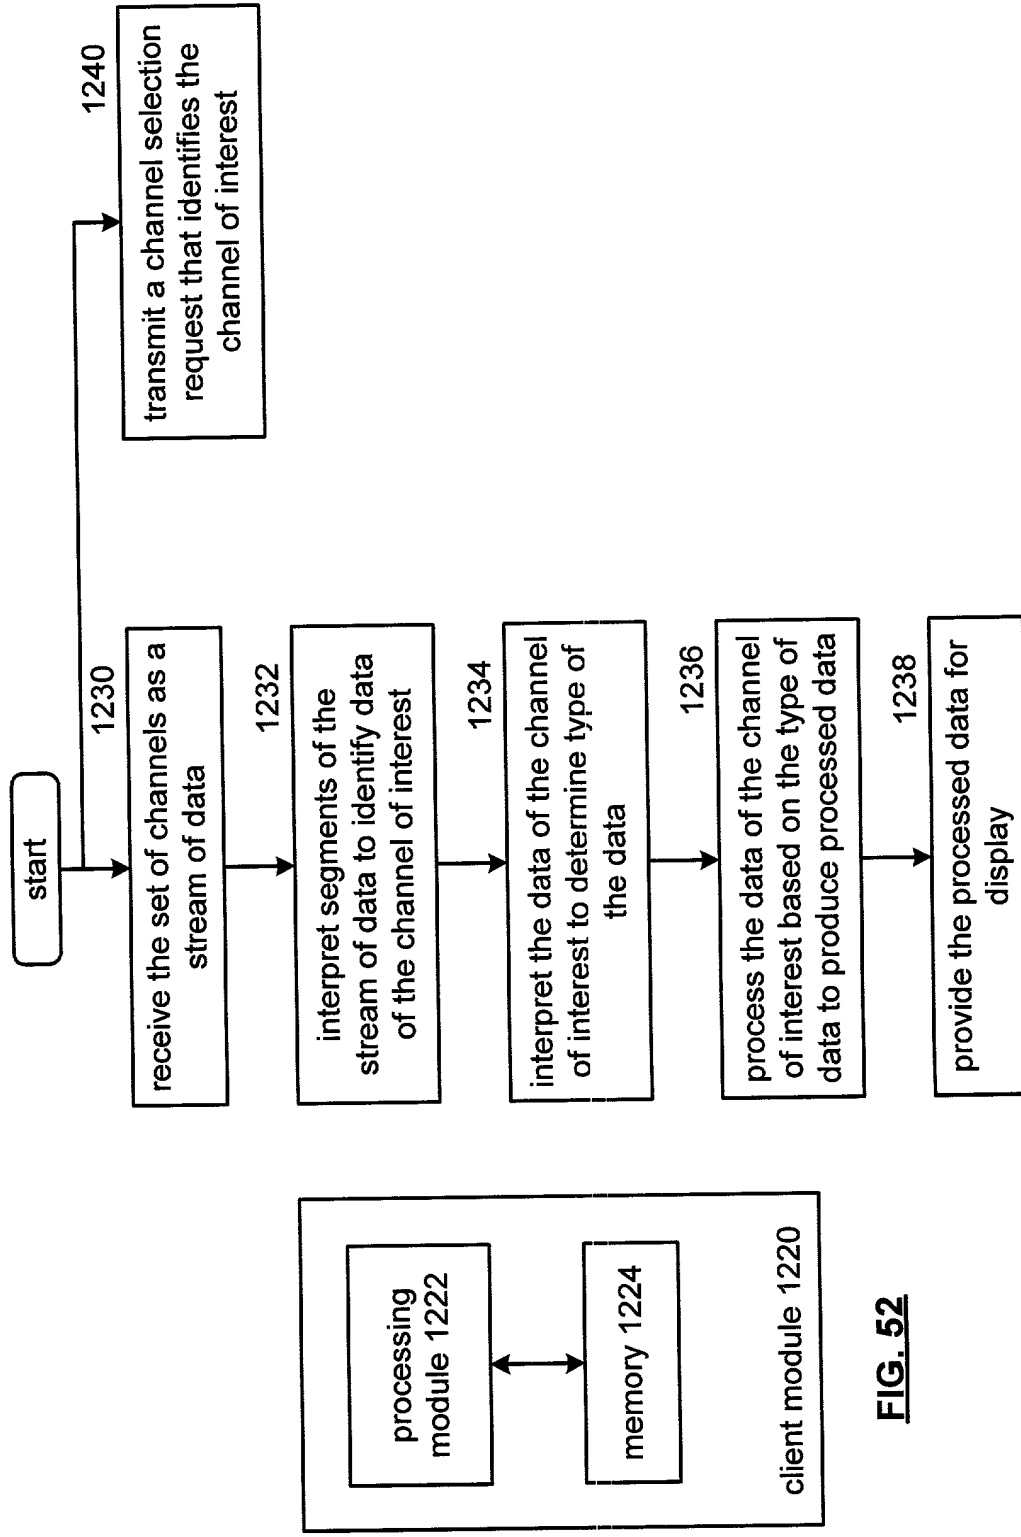 start
1230
receive the set of channels as a
stream of data
1232
interpret segments of the
stream of data to identify data
of the channel of interest
1234
interpret the data of the channel
of interest to determine type of
the data
1236
process the data of the channel
of interest based on the type of
data to produce processed data
1238
provide the processed data for
display
1240
transmit a channel selection
request that identifies the
channel of interest
processing
module 1222
memory 1224
client module 1220
FIG. 52